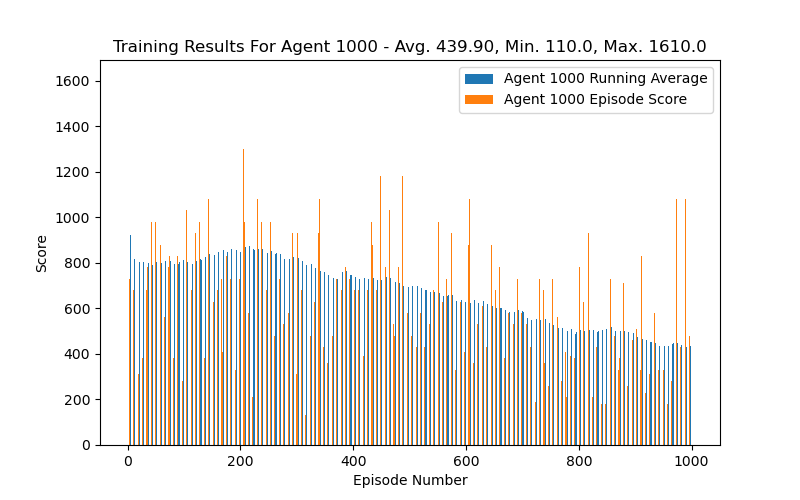 Training Results For Agent 1000 - Avg. 439.90, Min. 110.0, Max. 1610.0
Agent 1000 Running Average
Agent 1000 Episode Score
Score
1600
1400
1200
1000
800
600
400
200
0
0 200 400 600 800 1000
Episode Number